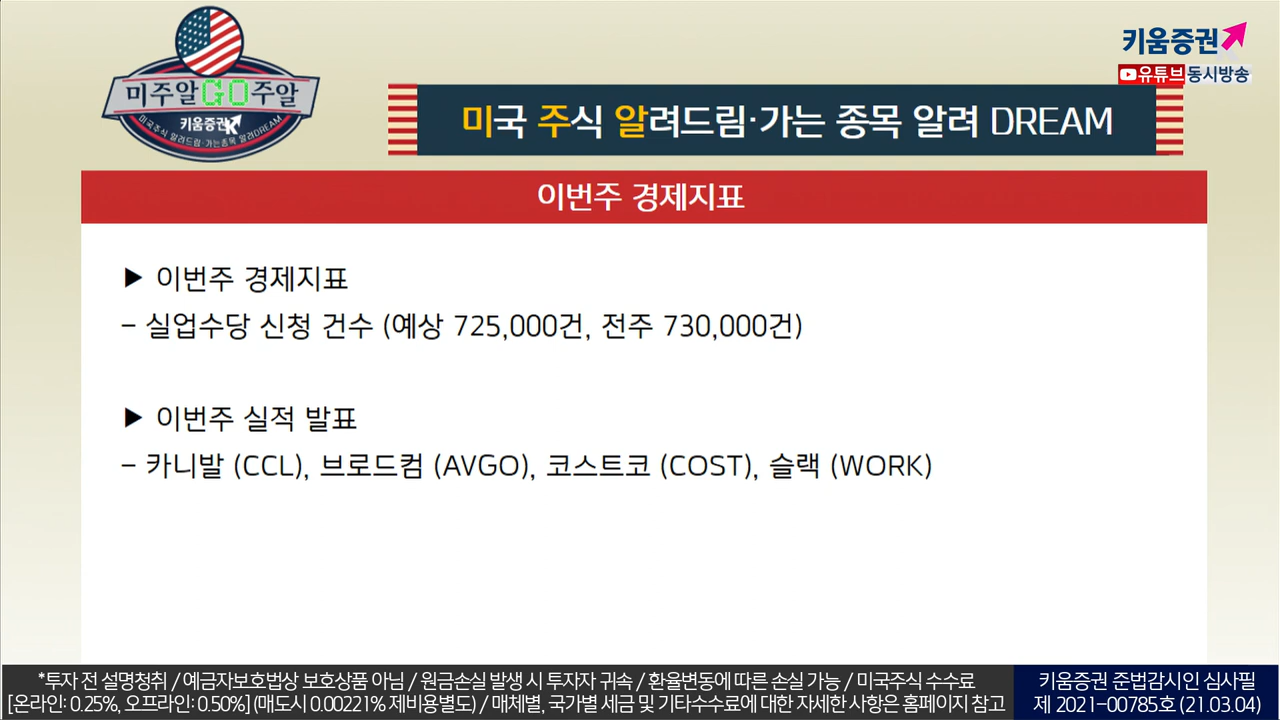 미주알GO주알
키움증권
미국주식 알려드림·가는종목 알려DREAM
키움증권
유튜브 동시방송
미국 주식 알려드림·가는 종목 알려 DREAM
이번주 경제지표
▶ 이번주 경제지표
– 실업수당 신청 건수 (예상 725,000건, 전주 730,000건)
▶ 이번주 실적 발표
– 카니발 (CCL), 브로드컴 (AVGO), 코스트코 (COST), 슬랙 (WORK)
*투자 전 설명청취 / 예금자보호법상 보호상품 아님 / 원금손실 발생 시 투자자 귀속 / 환율변동에 따른 손실 가능 / 미국주식 수수료
[온라인: 0.25%, 오프라인: 0.50%] (매도시 0.00221% 제비용별도) / 매체별, 국가별 세금 및 기타수수료에 대한 자세한 사항은 홈페이지 참고
키움증권 준법감시인 심사필
제 2021-00785호 (21.03.04)